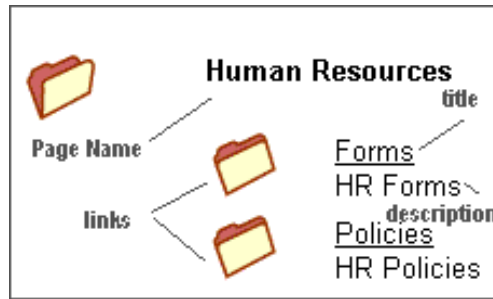 Human Resources
title
Page Name
Forms
HR Forms
links
description
Policies
HR Policies